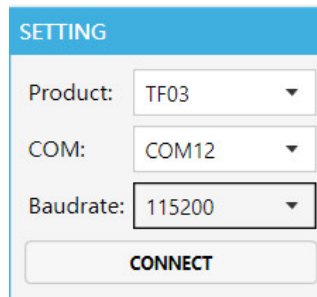 SETTING
Product: TF03
COM: COM12
Baudrate: 115200
CONNECT